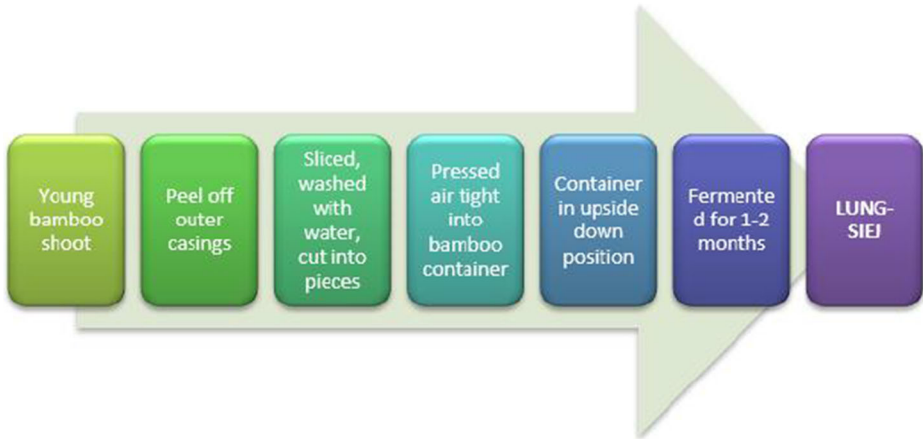 Young
bamboo
shoot
Peel off
outer
casings
Sliced,
washed
with
water,
cut into
pieces
Pressed
air tight
into
bamboo
container
Container
in upside
down
position
Fermente
d for 1-2
months
LUNG-
SIEJ